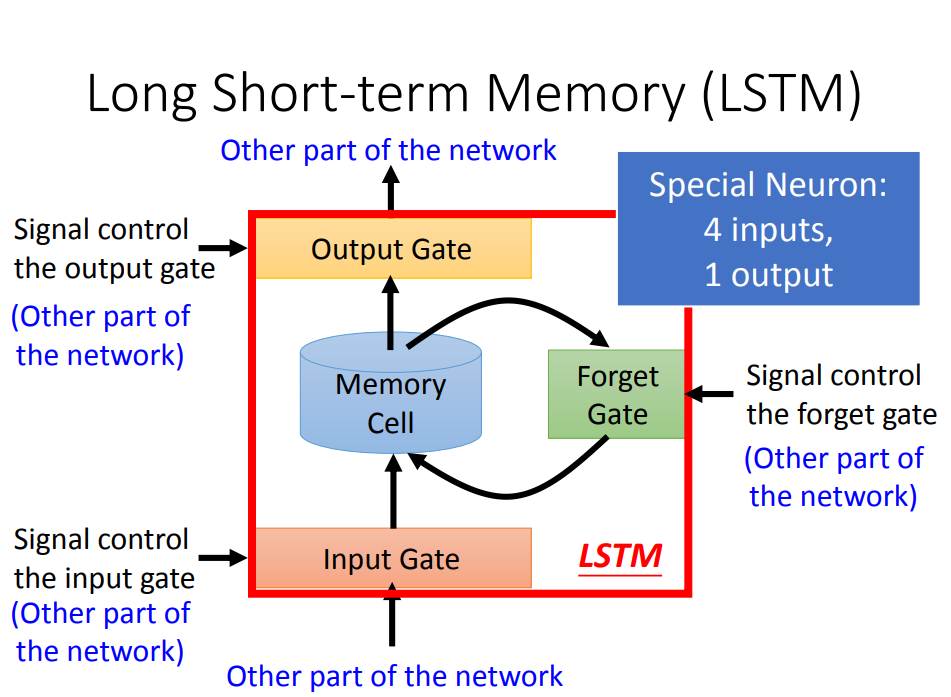 Long Short-term Memory (LSTM)
Other part of the network
Special Neuron:
4 inputs,
1 output
Signal control
the output gate
(Other part of
the network)
Output Gate
Memory
Cell
Forget
Gate
Signal control
the forget gate
(Other part of
the network)
Signal control
the input gate
(Other part of
the network)
Input Gate
LSTM
Other part of the network